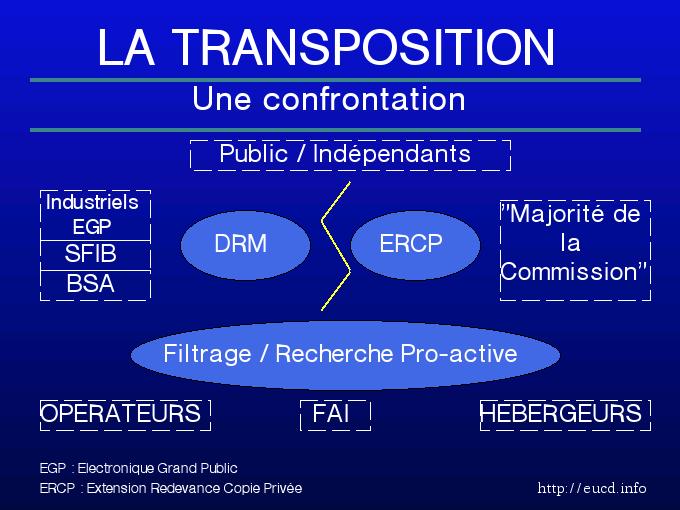 LA TRANSPOSITION
Une confrontation
Public / Indépendants
Industriels
EGP
SFIB
BSA
DRM
ERCP
"Majorité de
la
Commission"
Filtrage / Recherche Pro-active
OPERATEURS
FAI
HEBERGEURS
EGP : Electronique Grand Public
ERCP : Extension Redevance Copie Privée
http://eucd.info